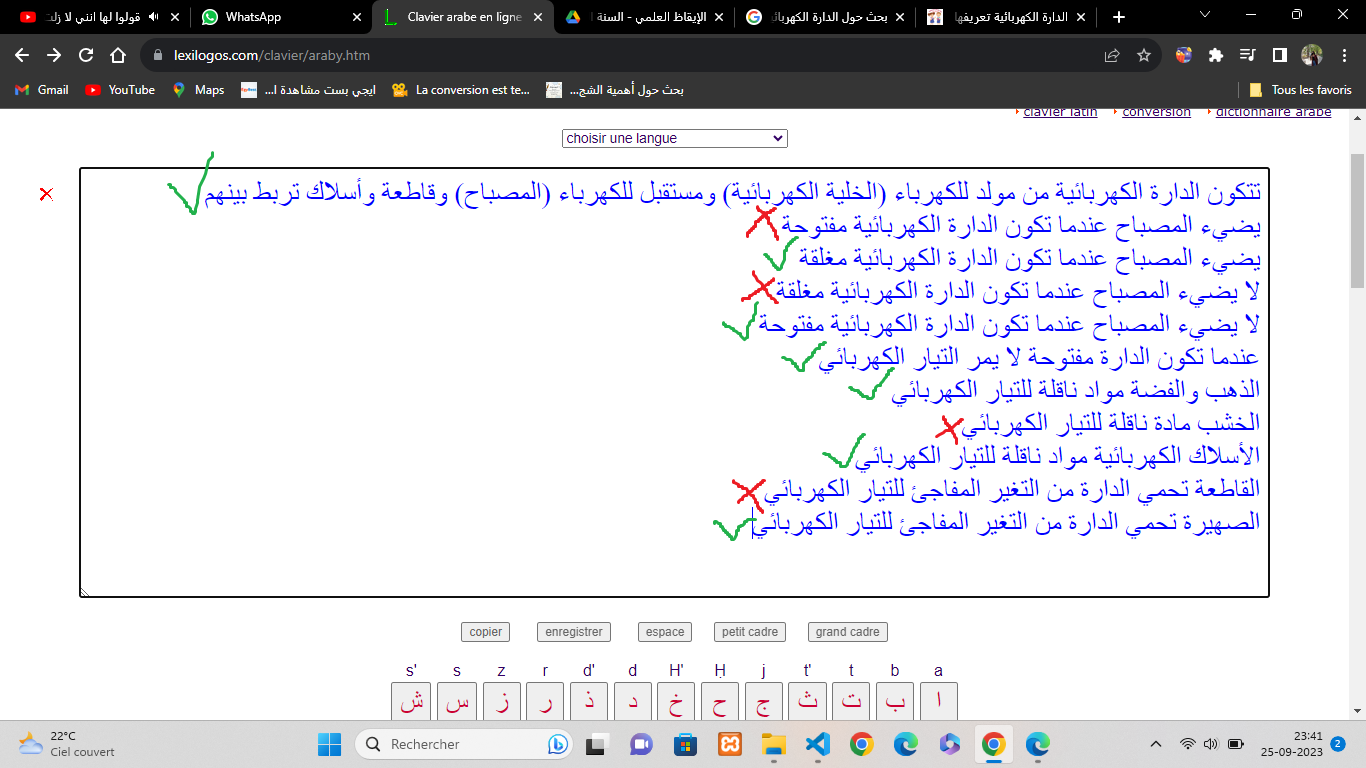 قولوا لها انني لا زلت
WhatsApp
Clavier arabe en ligne
الإيقاظ العلمي - السنة ا
بحث حول الدارة الكهربائي
الدارة الكهربائية تعريفها
lexilogos.com/clavier/araby.htm
Gmail
YouTube
Maps
ايجي بست مشاهدة ا...
La conversion est te...
بحث حول أهمية الشج...
Tous les favoris
clavier latin
conversion
dictionnaire arabe
choisir une langue
تتكون الدارة الكهربائية من مولد للكهرباء (الخلية الكهربائية) ومستقبل للكهرباء (المصباح) وقاطعة وأسلاك تربط بينهم
يضيء المصباح عندما تكون الدارة الكهربائية مفتوحة
يضيء المصباح عندما تكون الدارة الكهربائية مغلقة
لا يضيء المصباح عندما تكون الدارة الكهربائية مغلقة
لا يضيء المصباح عندما تكون الدارة الكهربائية مفتوحة
عندما تكون الدارة مفتوحة لا يمر التيار الكهربائي
الذهب والفضة مواد ناقلة للتيار الكهربائي
الخشب مادة ناقلة للتيار الكهربائي
الأسلاك الكهربائية مواد ناقلة للتيار الكهربائي
القاطعة تحمي الدارة من التغير المفاجئ للتيار الكهربائي
الصهيرة تحمي الدارة من التغير المفاجئ للتيار الكهربائي
copier
enregistrer
espace
petit cadre
grand cadre
s' s z r d' d H' Ḥ j t' t b a
ش س ز ر ذ د خ ح ج ث ت ب ا
22°C
Ciel couvert
Rechercher
23:41
25-09-2023
2